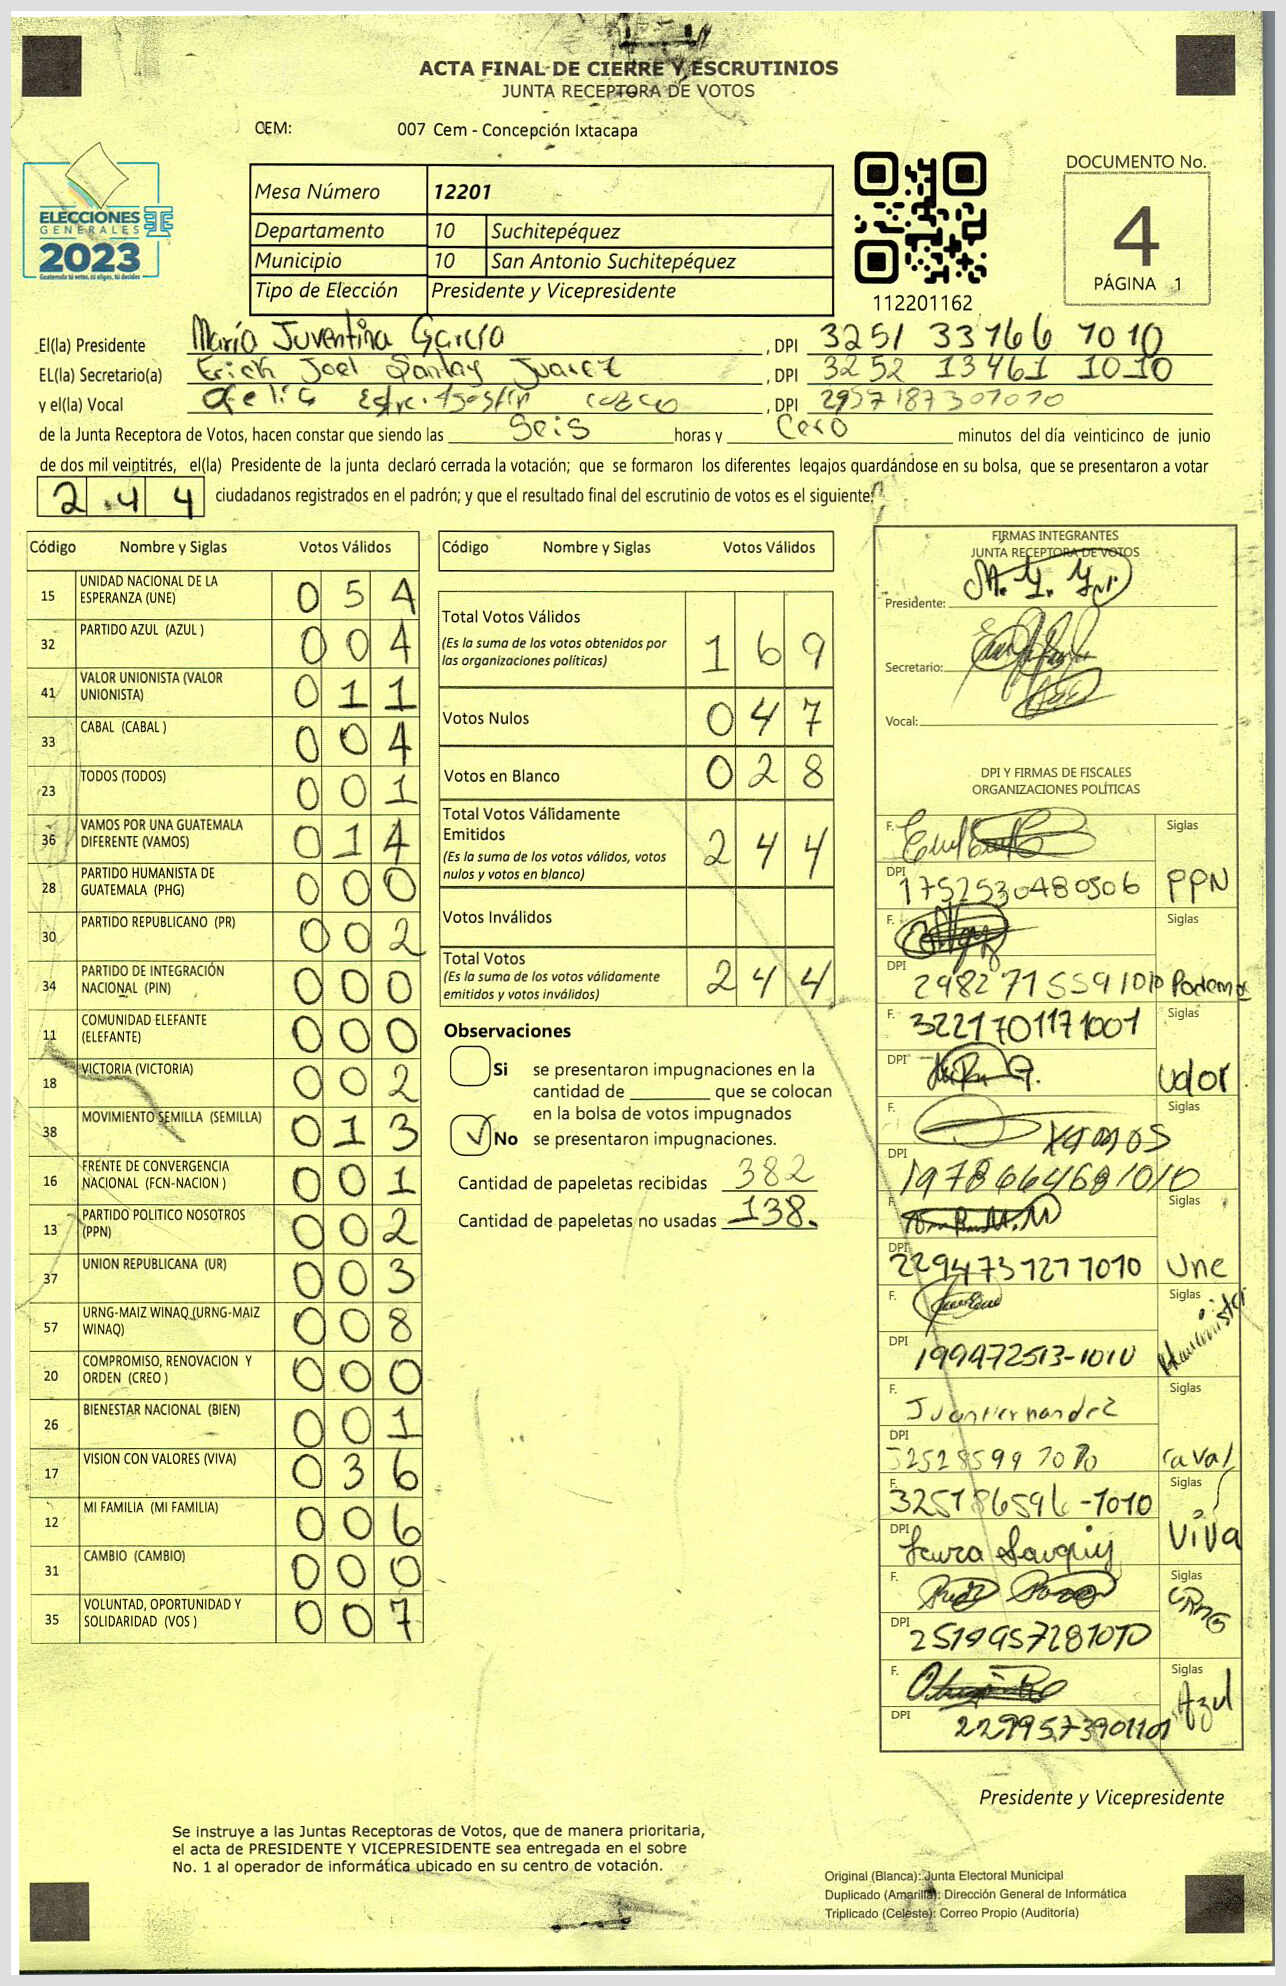 ACTA FINAL DE CIERRE Y ESCRUTINIOS
JUNTA RECEPTORA DE VOTOS
CEM: 007 Cem - Concepción Ixtacapa
ELECCIONES
GENERALES
2023
Guatemala tú votas, tú eliges, tú decides
Mesa Número 12201
Departamento 10 Suchitepéquez
Municipio 10 San Antonio Suchitepéquez
Tipo de Elección Presidente y Vicepresidente
112201162
DOCUMENTO No.
4
PÁGINA 1
El(la) Presidente María Juventina García , DPI 3251 33766 1010
EL(la) Secretario(a) Erick Joel Juarez , DPI 3252 13461 1010
y el(la) Vocal , DPI 2957187301010
de la Junta Receptora de Votos, hacen constar que siendo las Seis horas y Cero minutos del día veinticinco de junio
de dos mil veintitrés, el(la) Presidente de la junta declaró cerrada la votación; que se formaron los diferentes legajos guardándose en su bolsa, que se presentaron a votar
2 4 4 ciudadanos registrados en el padrón; y que el resultado final del escrutinio de votos es el siguiente:
Código Nombre y Siglas Votos Válidos
15 UNIDAD NACIONAL DE LA ESPERANZA (UNE) 0 5 4
32 PARTIDO AZUL (AZUL ) 0 0 4
41 VALOR UNIONISTA (VALOR UNIONISTA) 0 1 1
33 CABAL (CABAL ) 0 0 4
23 TODOS (TODOS) 0 0 1
36 VAMOS POR UNA GUATEMALA DIFERENTE (VAMOS) 0 1 4
28 PARTIDO HUMANISTA DE GUATEMALA (PHG) 0 0 0
30 PARTIDO REPUBLICANO (PR) 0 0 2
34 PARTIDO DE INTEGRACIÓN NACIONAL (PIN) 0 0 0
11 COMUNIDAD ELEFANTE (ELEFANTE) 0 0 0
18 VICTORIA (VICTORIA) 0 0 2
38 MOVIMIENTO SEMILLA (SEMILLA) 0 1 3
16 FRENTE DE CONVERGENCIA NACIONAL (FCN-NACION ) 0 0 1
13 PARTIDO POLITICO NOSOTROS (PPN) 0 0 2
37 UNION REPUBLICANA (UR) 0 0 3
57 URNG-MAIZ WINAQ (URNG-MAIZ WINAQ) 0 0 8
20 COMPROMISO, RENOVACION Y ORDEN (CREO ) 0 0 0
26 BIENESTAR NACIONAL (BIEN) 0 0 1
17 VISION CON VALORES (VIVA) 0 3 6
12 MI FAMILIA (MI FAMILIA) 0 0 6
31 CAMBIO (CAMBIO) 0 0 0
35 VOLUNTAD, OPORTUNIDAD Y SOLIDARIDAD (VOS ) 0 0 7
Código Nombre y Siglas Votos Válidos
Total Votos Válidos 1 6 9
(Es la suma de los votos obtenidos por
las organizaciones políticas)
Votos Nulos 0 4 7
Votos en Blanco 0 2 8
Total Votos Válidamente
Emitidos 2 4 4
(Es la suma de los votos válidos, votos
nulos y votos en blanco)
Votos Inválidos
Total Votos 2 4 4
(Es la suma de los votos válidamente
emitidos y votos inválidos)
Observaciones
Si se presentaron impugnaciones en la
cantidad de ________ que se colocan
en la bolsa de votos impugnados
No se presentaron impugnaciones.
Cantidad de papeletas recibidas 382
Cantidad de papeletas no usadas 138.
FIRMAS INTEGRANTES
JUNTA RECEPTORA DE VOTOS
Presidente:
Secretario:
Vocal:
DPI Y FIRMAS DE FISCALES
ORGANIZACIONES POLÍTICAS
F. Siglas
DPI 1752530480506 PPN
F. Siglas
DPI 2982715591010 Podemos
F. 3221701171001 Siglas
DPI Valor
F. Siglas
VAMOS
DPI 1978664681010
F. Siglas
DPI 2294731271010 Une
F. Siglas
DPI 199472513-1010
F. Juan Hernandez Siglas
DPI
F. 325186596-1010 Siglas
DPI Viva
F. Siglas
DPI 2519957281010 URNG
F. Siglas
DPI 2299573901101 Azul
Presidente y Vicepresidente
Se instruye a las Juntas Receptoras de Votos, que de manera prioritaria,
el acta de PRESIDENTE Y VICEPRESIDENTE sea entregada en el sobre
No. 1 al operador de informática ubicado en su centro de votación.
Original (Blanca): Junta Electoral Municipal
Duplicado (Amarilla): Dirección General de Informática
Triplicado (Celeste): Correo Propio (Auditoría)